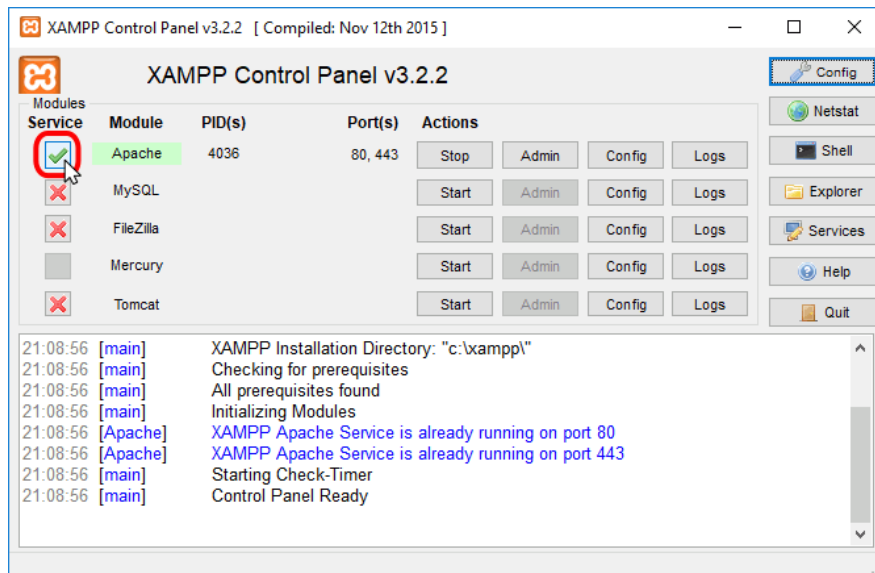 XAMPP Control Panel v3.2.2 [ Compiled: Nov 12th 2015 ]
XAMPP Control Panel v3.2.2
Config
Modules
Service Module PID(s) Port(s) Actions
Netstat
Apache 4036 80, 443 Stop Admin Config Logs
Shell
MySQL Start Admin Config Logs
Explorer
FileZilla Start Admin Config Logs
Services
Mercury Start Admin Config Logs
Help
Tomcat Start Admin Config Logs
Quit
21:08:56 [main] XAMPP Installation Directory: "c:\xampp\"
21:08:56 [main] Checking for prerequisites
21:08:56 [main] All prerequisites found
21:08:56 [main] Initializing Modules
21:08:56 [Apache] XAMPP Apache Service is already running on port 80
21:08:56 [Apache] XAMPP Apache Service is already running on port 443
21:08:56 [main] Starting Check-Timer
21:08:56 [main] Control Panel Ready